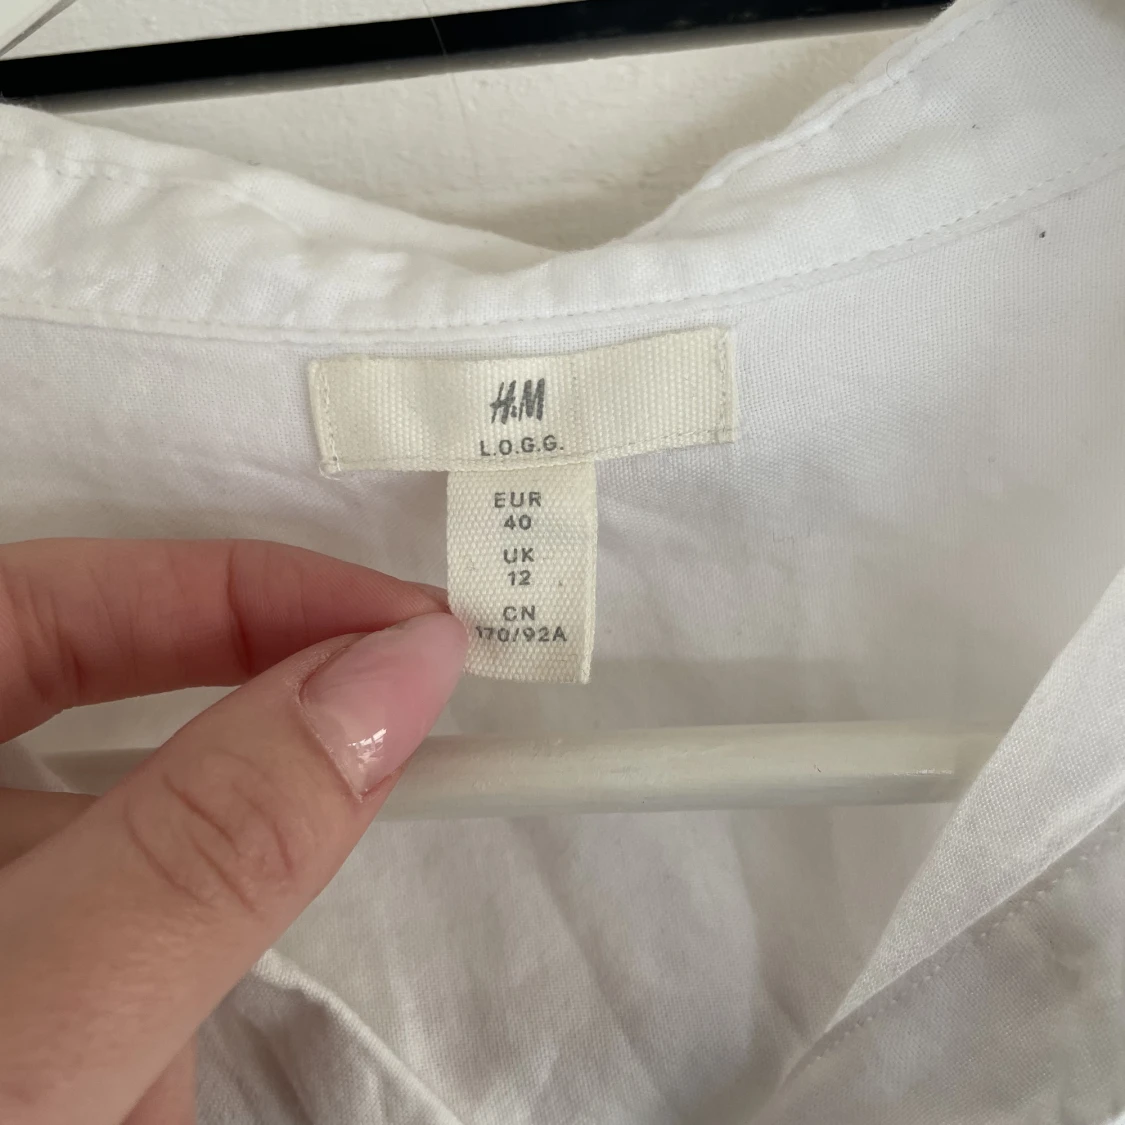 H&M
L.O.G.G.
EUR
40
UK
12
CN
170/92A